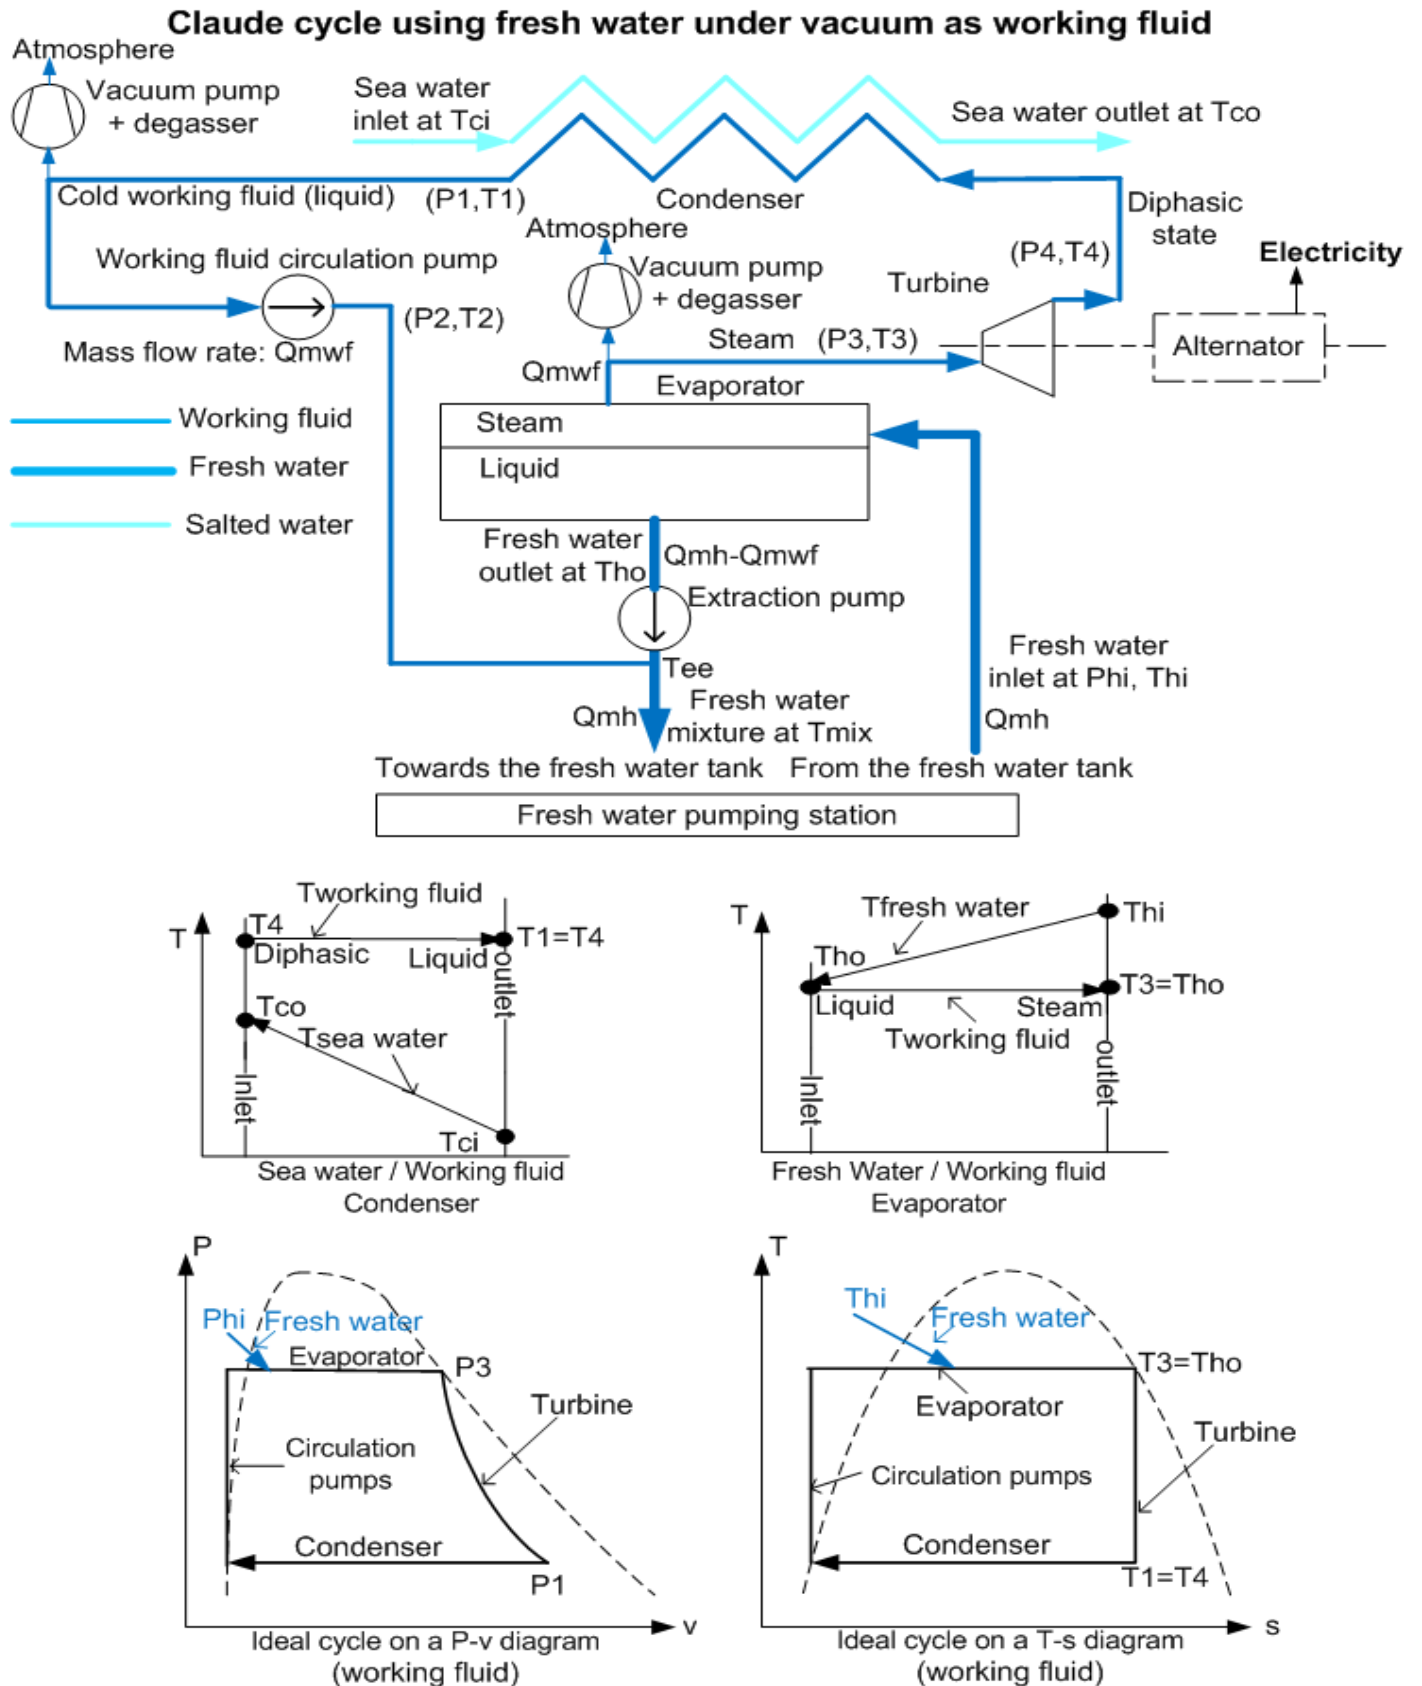 Claude cycle using fresh water under vacuum as working fluid
Atmosphere
Vacuum pump
+ degasser
Sea water
inlet at Tci
Sea water outlet at Tco
Cold working fluid (liquid)
(P1,T1)
Condenser
Diphasic
state
Atmosphere
Working fluid circulation pump
Vacuum pump
+ degasser
(P4,T4)
Electricity
Turbine
(P2,T2)
Mass flow rate: Qmwf
Steam
(P3,T3)
Alternator
Qmwf
Evaporator
Working fluid
Steam
Fresh water
Liquid
Salted water
Fresh water
outlet at Tho
Qmh-Qmwf
Extraction pump
Tee
Fresh water
inlet at Phi, Thi
Qmh
Fresh water
mixture at Tmix
Qmh
Towards the fresh water tank
From the fresh water tank
Fresh water pumping station
Tworking fluid
T
T4
T1=T4
Diphasic
Liquid
outlet
Tco
Tsea water
Inlet
Tci
Sea water / Working fluid
Condenser
T
Tfresh water
Thi
Tho
T3=Tho
Liquid
Steam
Tworking fluid
outlet
Inlet
Fresh Water / Working fluid
Evaporator
P
Phi
Fresh water
Evaporator
P3
Turbine
Circulation
pumps
Condenser
P1
v
Ideal cycle on a P-v diagram
(working fluid)
T
Thi
Fresh water
T3=Tho
Evaporator
Turbine
Circulation pumps
Condenser
T1=T4
s
Ideal cycle on a T-s diagram
(working fluid)